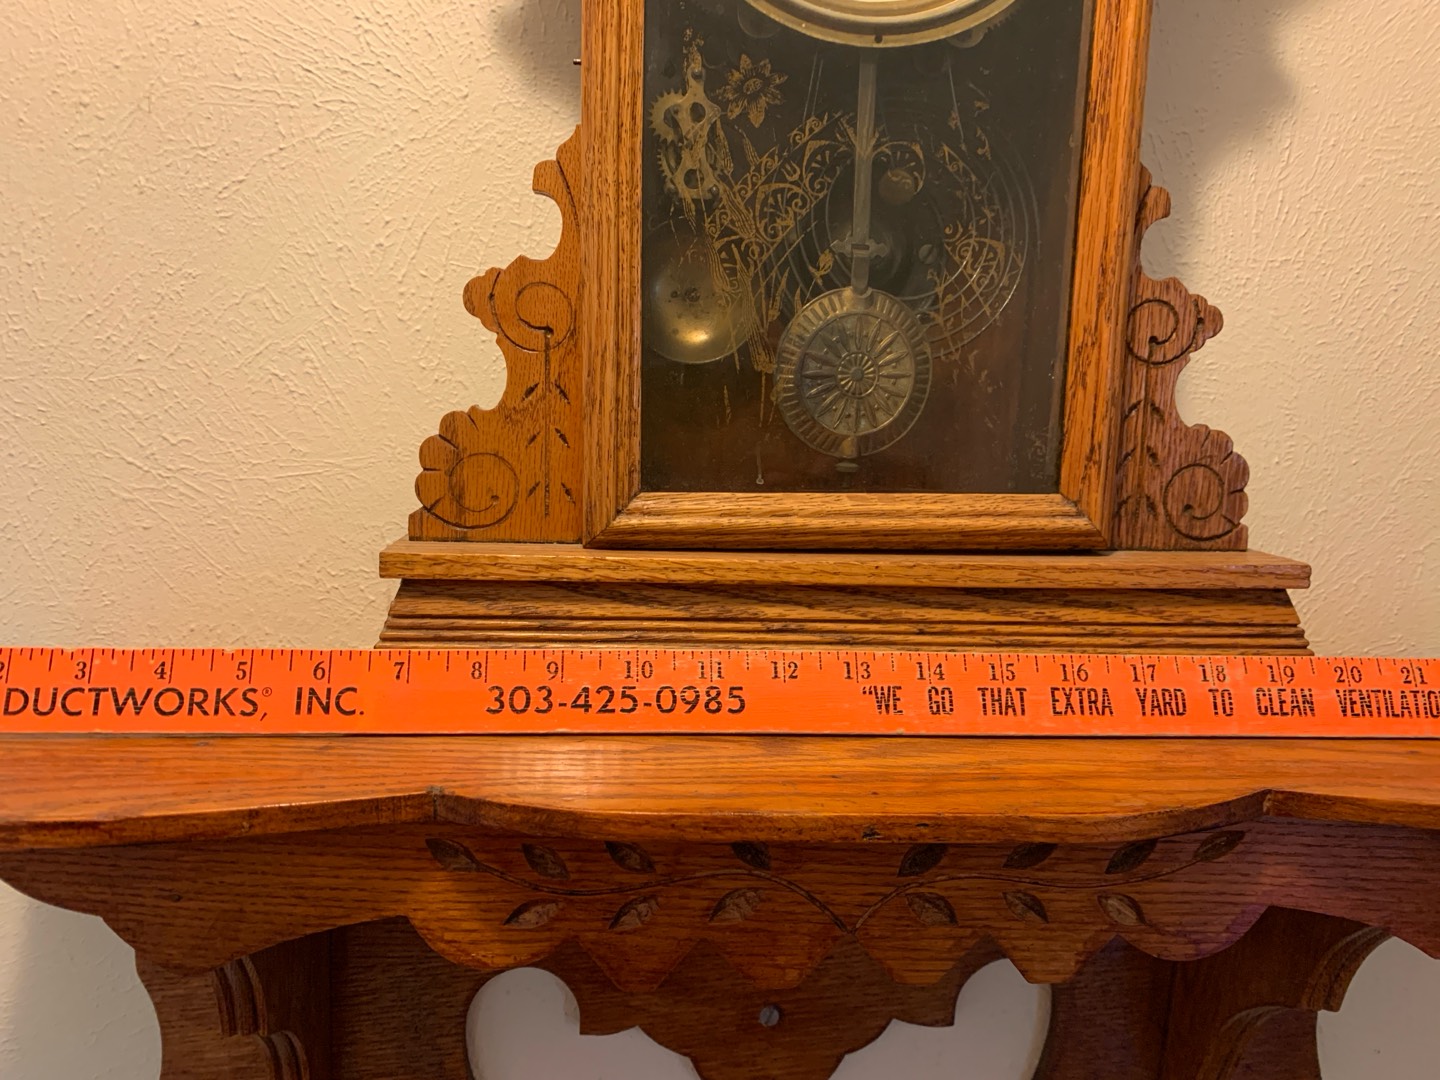 2 3 4 5 6 7 8 9 10 11 12 13 14 15 16 17 18 19 20 21
DUCTWORKS®, INC. 303-425-0985 "WE GO THAT EXTRA YARD TO CLEAN VENTILATIO